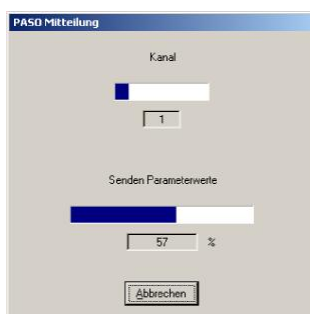 PASO Mitteilung
Kanal
1
Senden Parameterwerte
57 %
Abbrechen